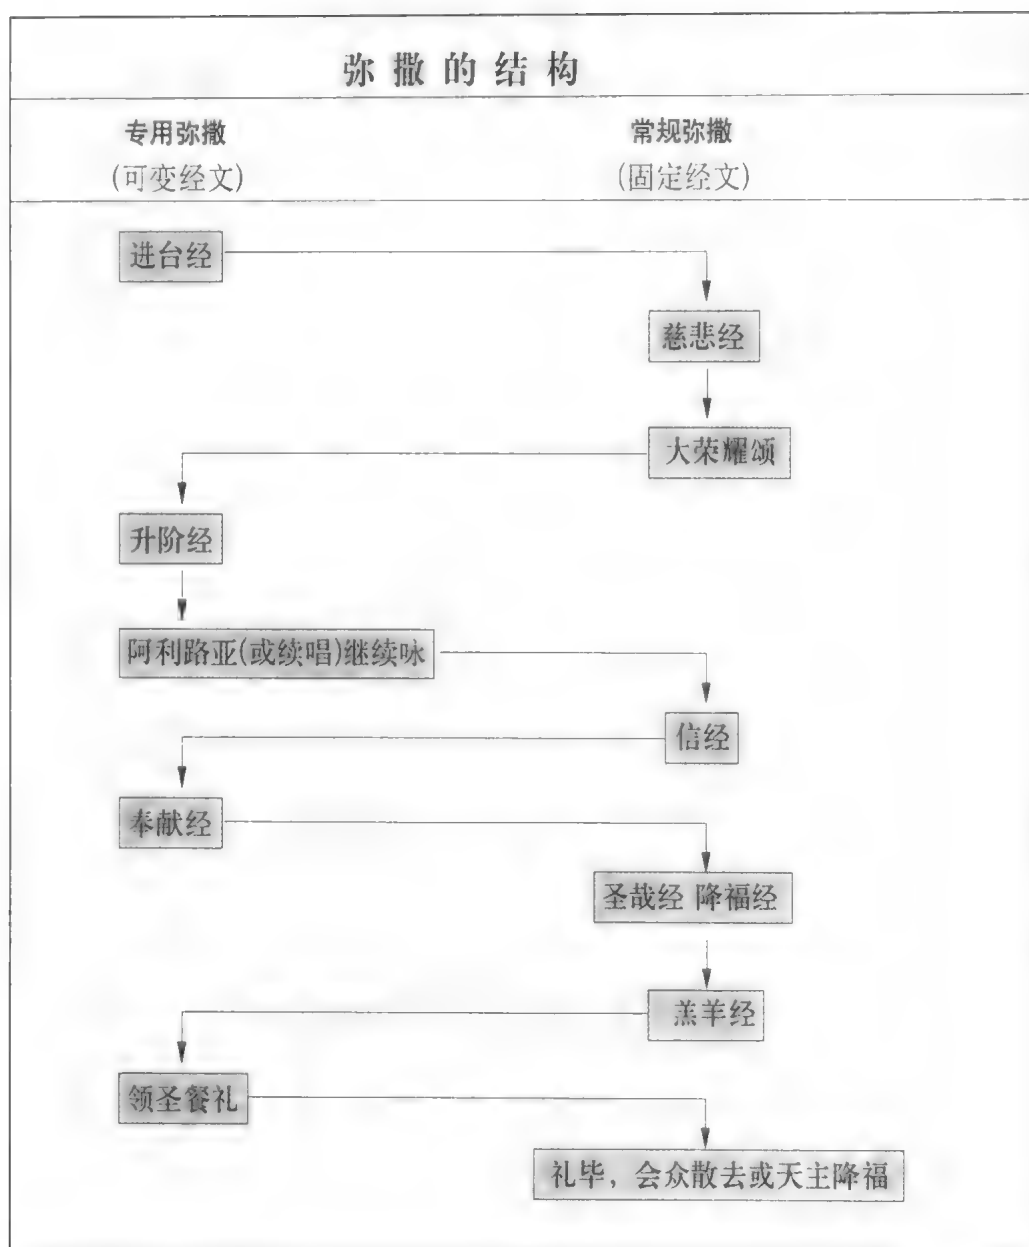 弥撒的结构
专用弥撒 常规弥撒
(可变经文) (固定经文)
进台经
慈悲经
大荣耀颂
升阶经
阿利路亚(或续唱)继续咏
信经
奉献经
圣哉经 降福经
羔羊经
领圣餐礼
礼毕，会众散去或天主降福